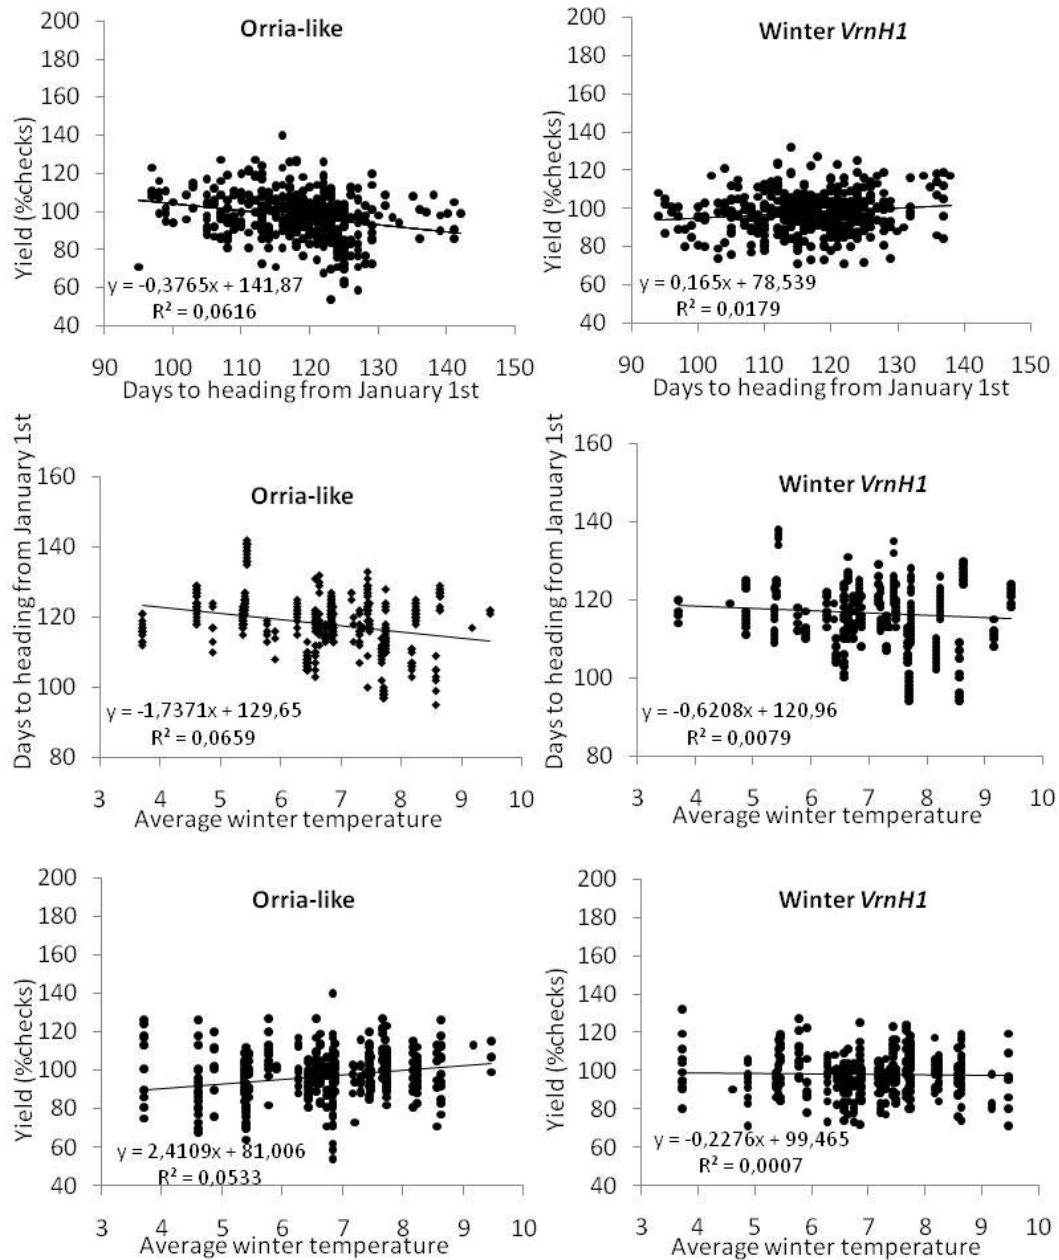 Orria-like
Yield (%checks)
200
180
160
140
120
100
80
60
40
y = -0,3765x + 141,87
R² = 0,0616
90 100 110 120 130 140 150
Days to heading from January 1st
Winter VrnH1
Yield (%checks)
200
180
160
140
120
100
80
60
40
y = 0,165x + 78,539
R² = 0,0179
90 100 110 120 130 140 150
Days to heading from January 1st
Orria-like
Days to heading from January 1st
160
140
120
100
80
y = -1,7371x + 129,65
R² = 0,0659
3 4 5 6 7 8 9 10
Average winter temperature
Winter VrnH1
Days to heading from January 1st
160
140
120
100
80
y = -0,6208x + 120,96
R² = 0,0079
3 4 5 6 7 8 9 10
Average winter temperature
Orria-like
Yield (%checks)
200
180
160
140
120
100
80
60
40
y = 2,4109x + 81,006
R² = 0,0533
3 4 5 6 7 8 9 10
Average winter temperature
Winter VrnH1
Yield (%checks)
200
180
160
140
120
100
80
60
40
y = -0,2276x + 99,465
R² = 0,0007
3 4 5 6 7 8 9 10
Average winter temperature